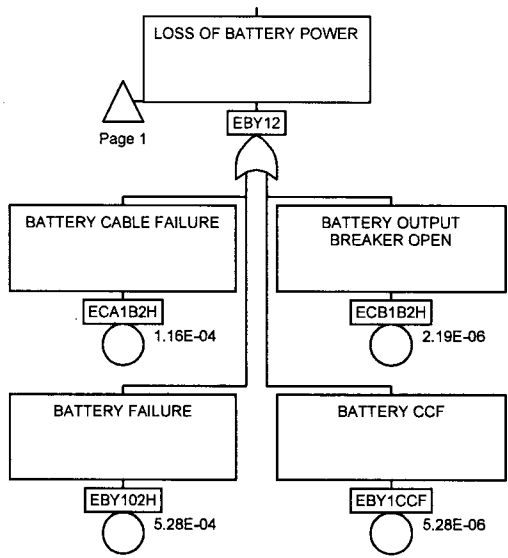 LOSS OF BATTERY POWER
Page 1
EBY12
BATTERY CABLE FAILURE
BATTERY OUTPUT
BREAKER OPEN
ECA1B2H
1.16E-04
ECB1B2H
2.19E-06
BATTERY FAILURE
BATTERY CCF
EBY102H
5.28E-04
EBY1CCF
5.28E-06